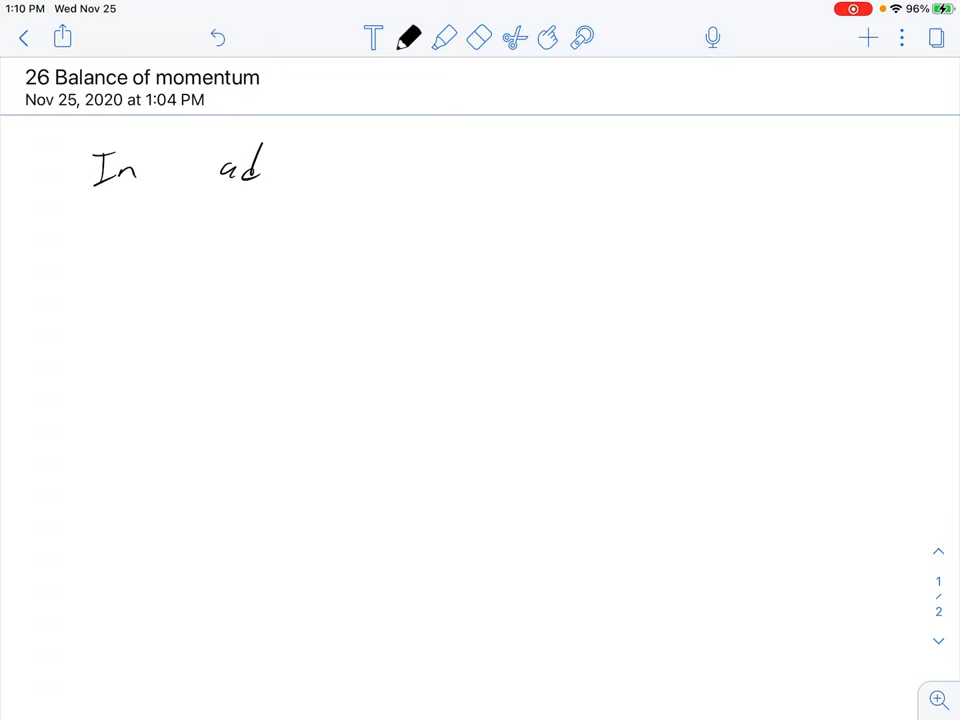 1:10 PM Wed Nov 25 96%
26 Balance of momentum
Nov 25, 2020 at 1:04 PM
In ad
1
/
2